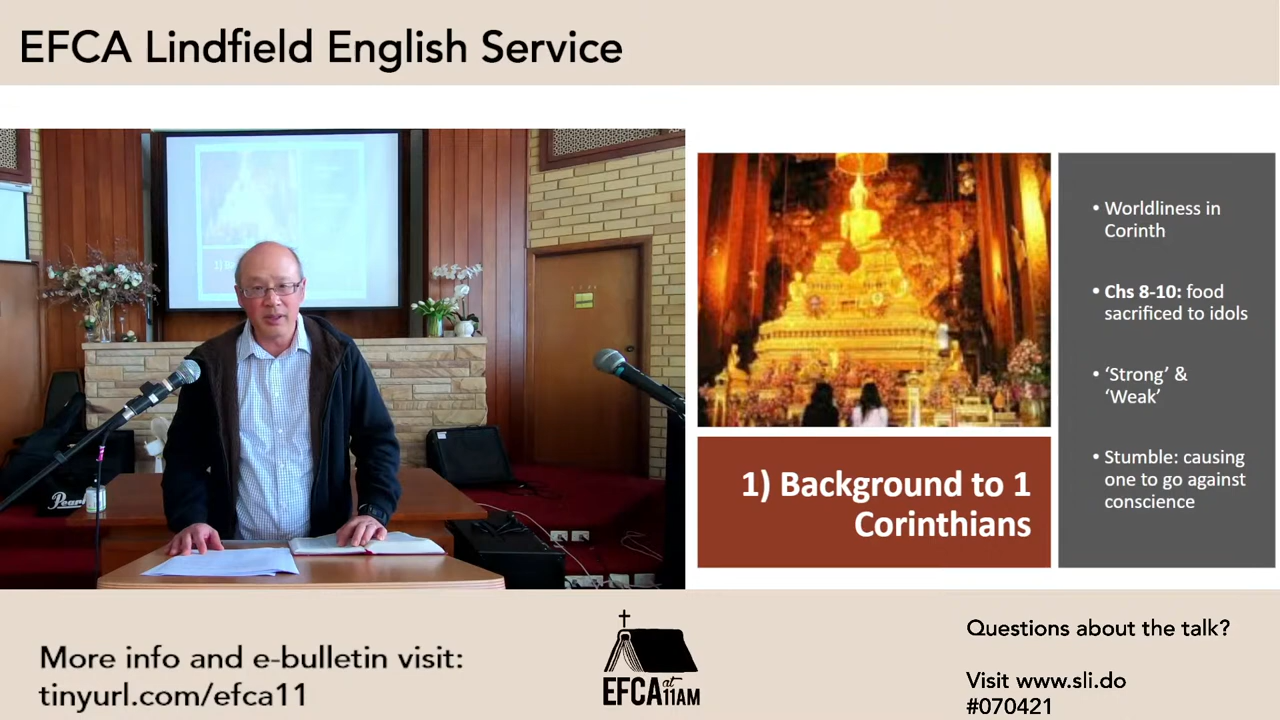 EFCA Lindfield English Service
• Worldliness in
Corinth
• Chs 8-10: food
sacrificed to idols
• ‘Strong’ &
‘Weak’
• Stumble: causing
one to go against
conscience
1) Background to 1
Corinthians
Pearl
More info and e-bulletin visit:
tinyurl.com/efca11
EFCA at 11AM
Questions about the talk?
Visit www.sli.do
#070421